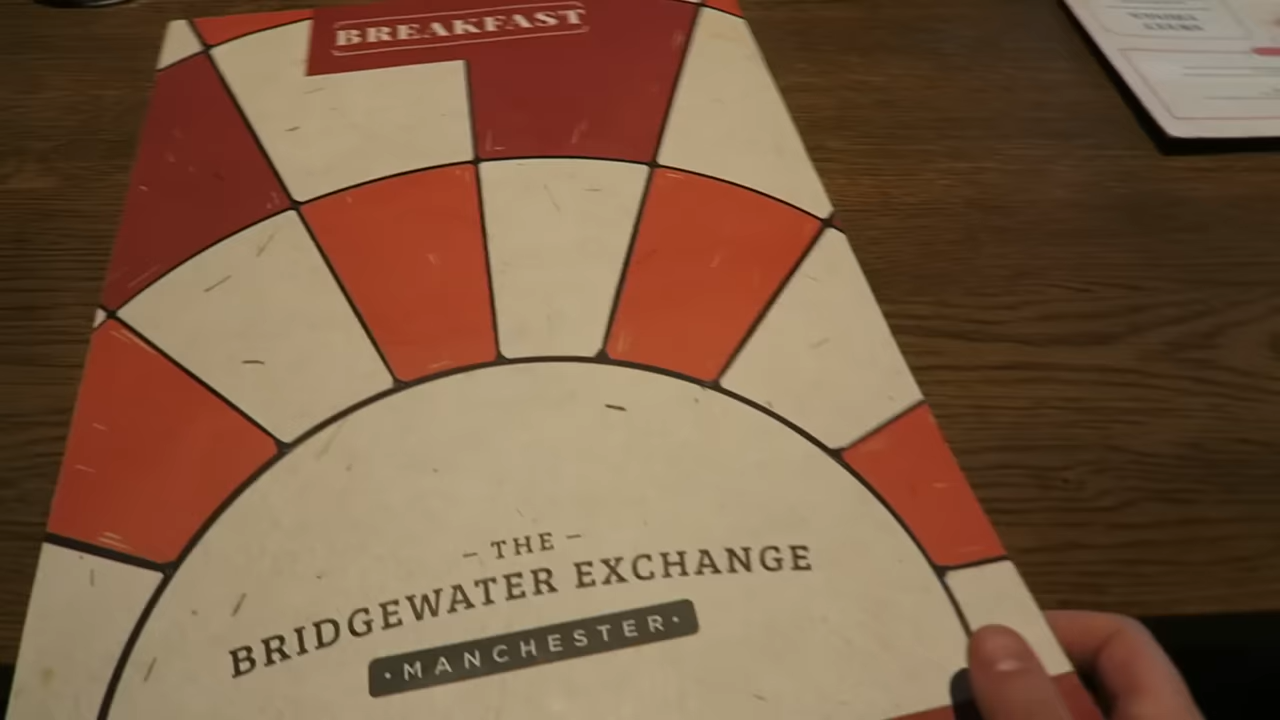 BREAKFAST
– THE –
BRIDGEWATER EXCHANGE
·MANCHESTER·